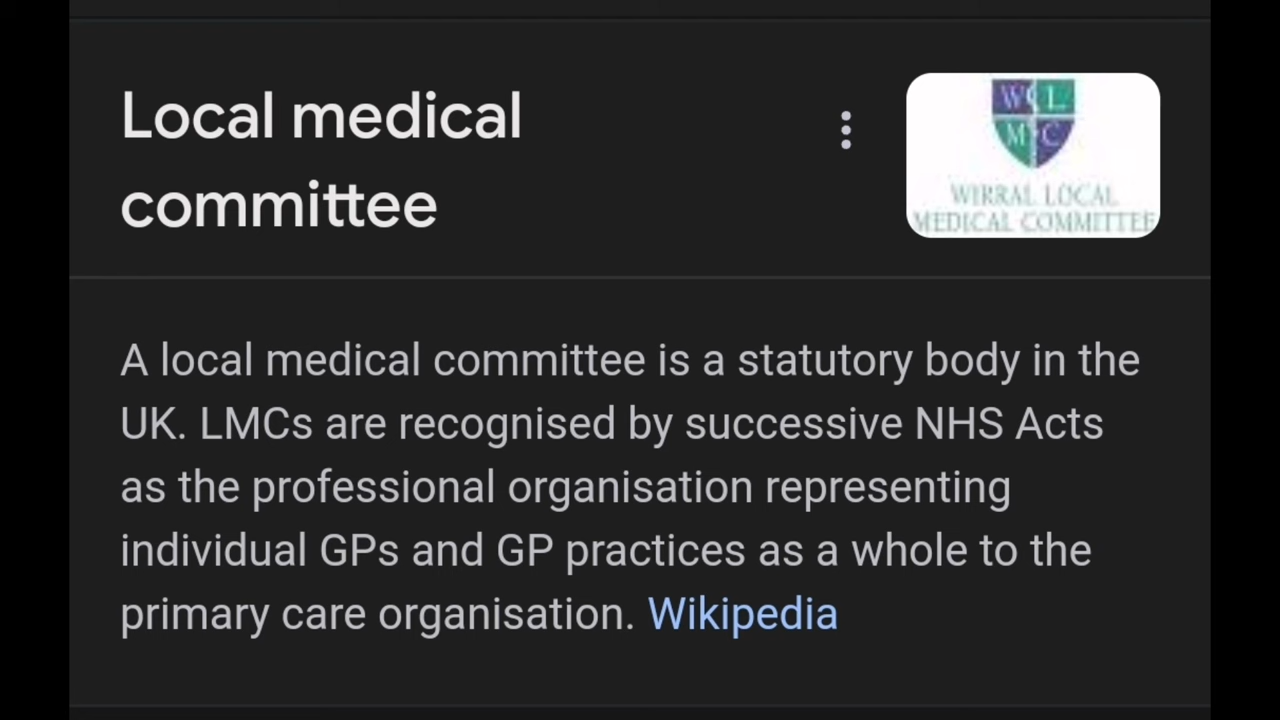 Local medical
committee
W L
M C
WIRRAL LOCAL
MEDICAL COMMITTEE
A local medical committee is a statutory body in the
UK. LMCs are recognised by successive NHS Acts
as the professional organisation representing
individual GPs and GP practices as a whole to the
primary care organisation. Wikipedia